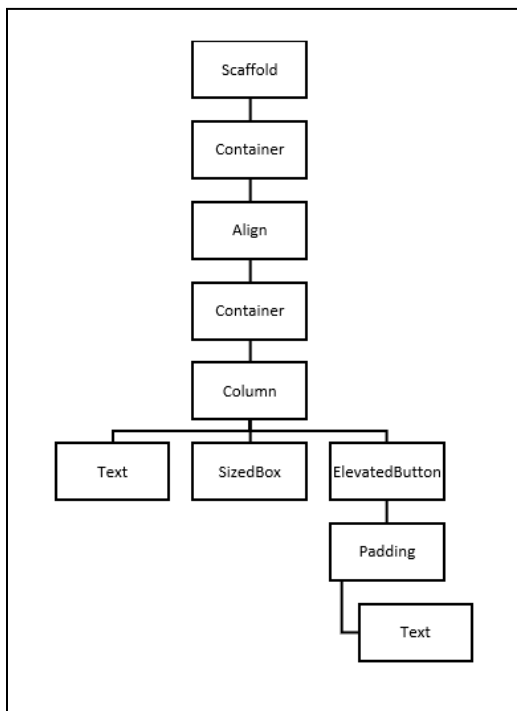 Scaffold
Container
Align
Container
Column
Text
SizedBox
ElevatedButton
Padding
Text